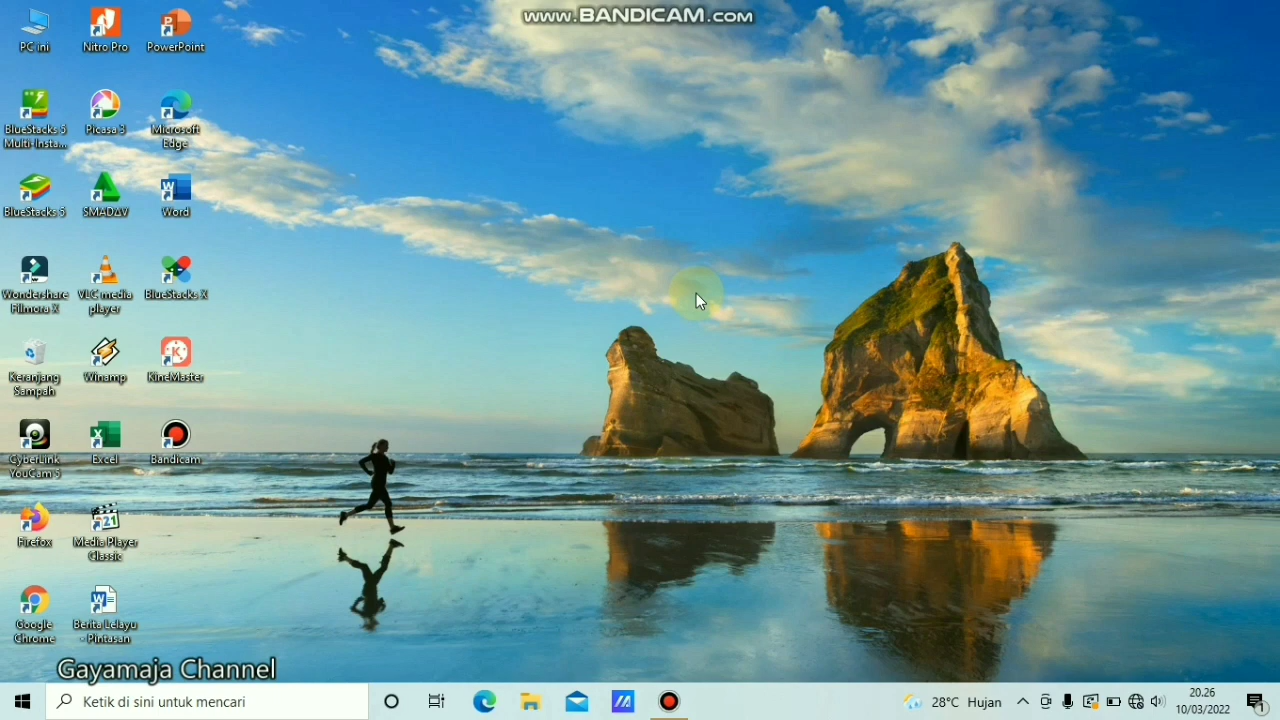 www.BANDICAM.com
PC ini
Nitro Pro
PowerPoint
BlueStacks 5
Multi-Insta...
Picasa 3
Microsoft
Edge
BlueStacks 5
SMADΔV
Word
Wondershare
Filmora X
VLC media
player
BlueStacks X
Keranjang
Sampah
Winamp
KineMaster
CyberLink
YouCam 5
Excel
Bandicam
Firefox
Media Player
Classic
Google
Chrome
Berita Lelayu
- Pintasan
Gayamaja Channel
Ketik di sini untuk mencari
28°C Hujan
20.26
10/03/2022
1